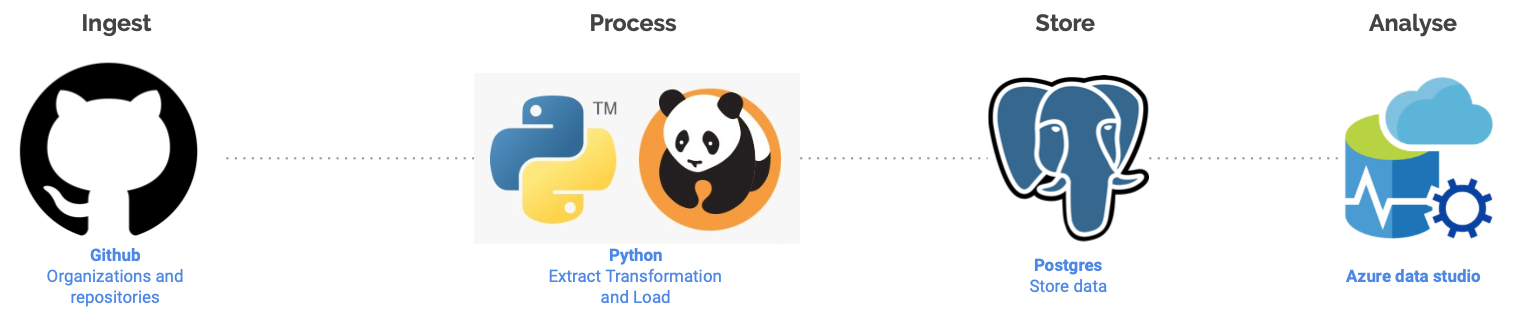 Ingest
Process
Store
Analyse
TM
Github
Organizations and
repositories
Python
Extract Transformation
and Load
Postgres
Store data
Azure data studio